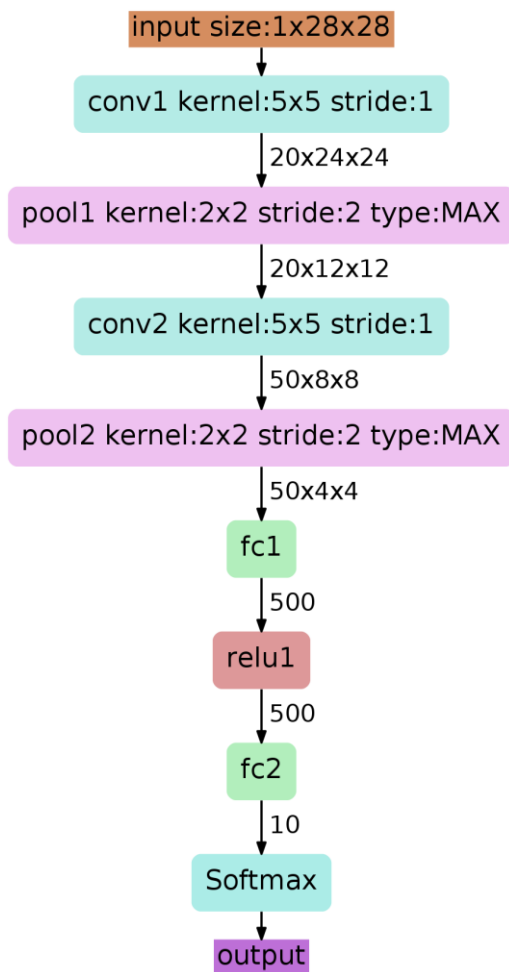 input size:1x28x28
conv1 kernel:5x5 stride:1
20x24x24
pool1 kernel:2x2 stride:2 type:MAX
20x12x12
conv2 kernel:5x5 stride:1
50x8x8
pool2 kernel:2x2 stride:2 type:MAX
50x4x4
fc1
500
relu1
500
fc2
10
Softmax
output